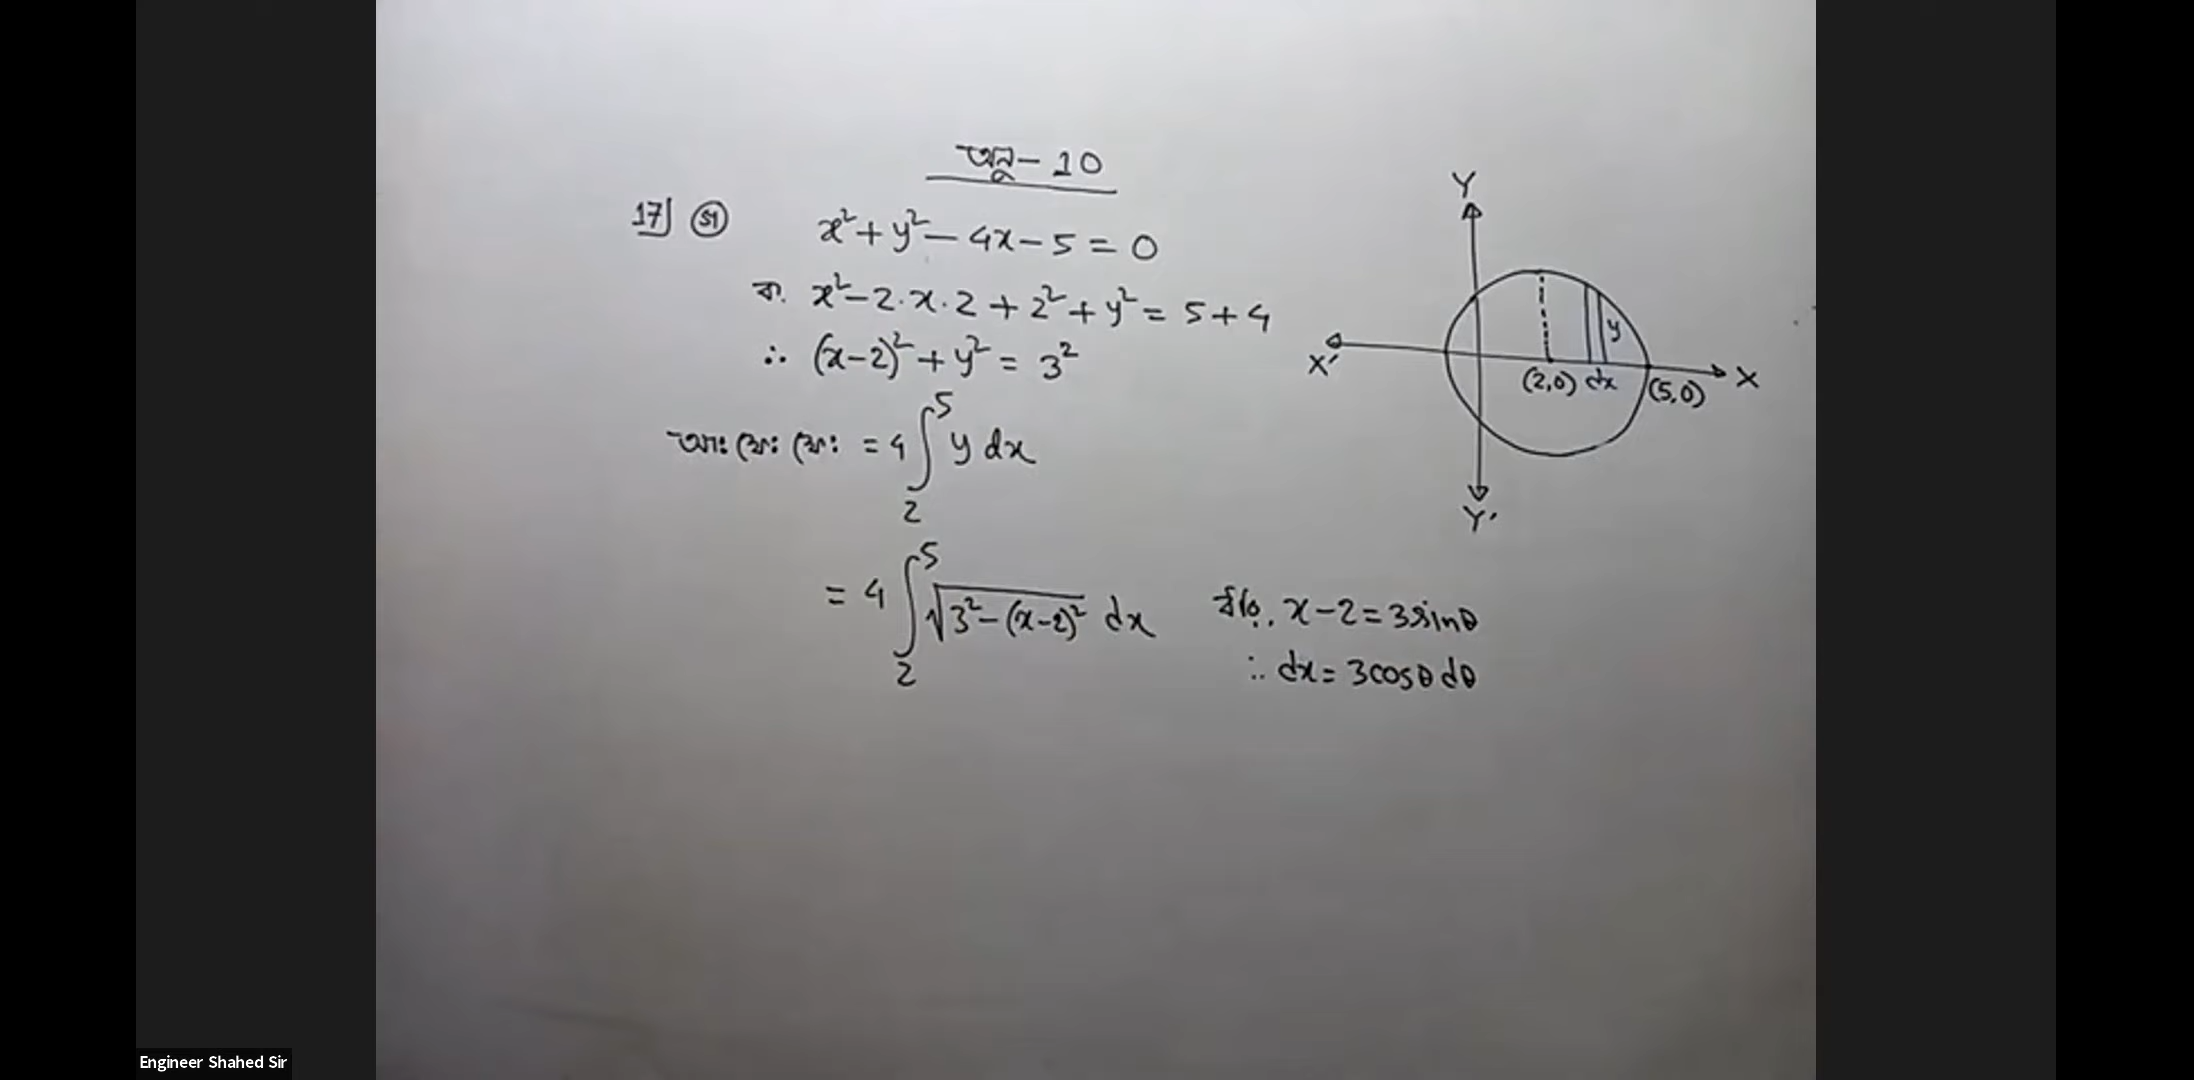 অনু- 10
17] গ x² + y² - 4x - 5 = 0
বা. x² - 2.x.2 + 2² + y² = 5 + 4
∴ (x-2)² + y² = 3²
আঃ ক্ষেঃ ক্ষেঃ = 4 ∫₂⁵ y dx
= 4 ∫₂⁵ √3² - (x-2)² dx
ধরি, x-2 = 3sinθ
∴ dx = 3cosθ dθ
Y
y
X'
(2,0) dx (5,0) X
Y'
Engineer Shahed Sir